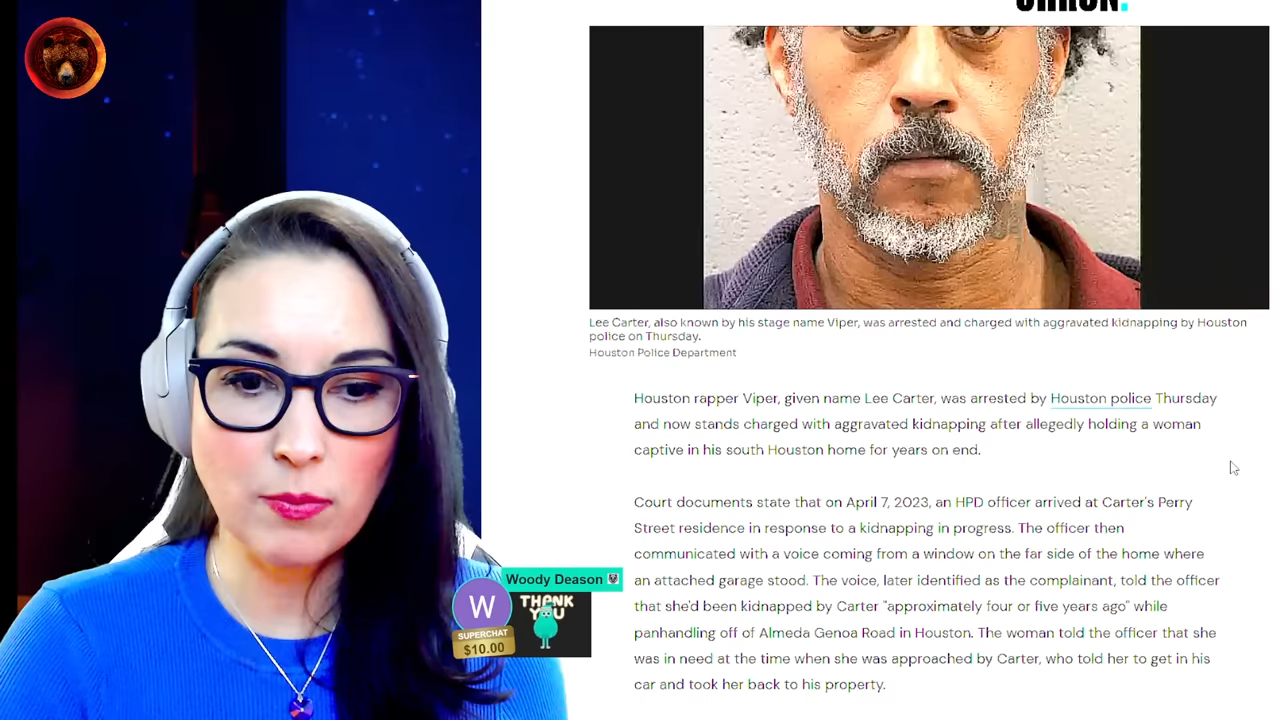 CHRON.
Lee Carter, also known by his stage name Viper, was arrested and charged with aggravated kidnapping by Houston
police on Thursday.
Houston Police Department
Houston rapper Viper, given name Lee Carter, was arrested by Houston police Thursday
and now stands charged with aggravated kidnapping after allegedly holding a woman
captive in his south Houston home for years on end.
Court documents state that on April 7, 2023, an HPD officer arrived at Carter's Perry
Street residence in response to a kidnapping in progress. The officer then
communicated with a voice coming from a window on the far side of the home where
an attached garage stood. The voice, later identified as the complainant, told the officer
that she'd been kidnapped by Carter "approximately four or five years ago" while
panhandling off of Almeda Genoa Road in Houston. The woman told the officer that she
was in need at the time when she was approached by Carter, who told her to get in his
car and took her back to his property.
Woody Deason
W
THANK
YOU
SUPERCHAT
$10.00